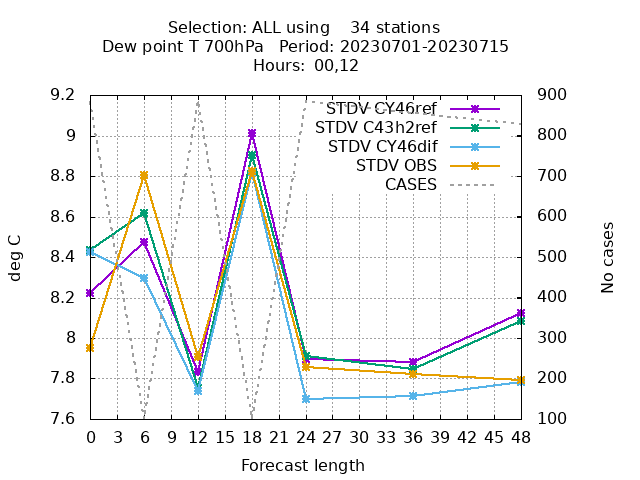 Selection: ALL using    34 stations
Dew point T 700hPa   Period: 20230701-20230715
Hours:  00,12
9.2
9
8.8
8.6
8.4
8.2
8
7.8
7.6
900
800
700
600
500
400
300
200
100
deg C
No cases
STDV CY46ref
STDV C43h2ref
STDV CY46dif
STDV OBS
CASES
0 3 6 9 12 15 18 21 24 27 30 33 36 39 42 45 48
Forecast length